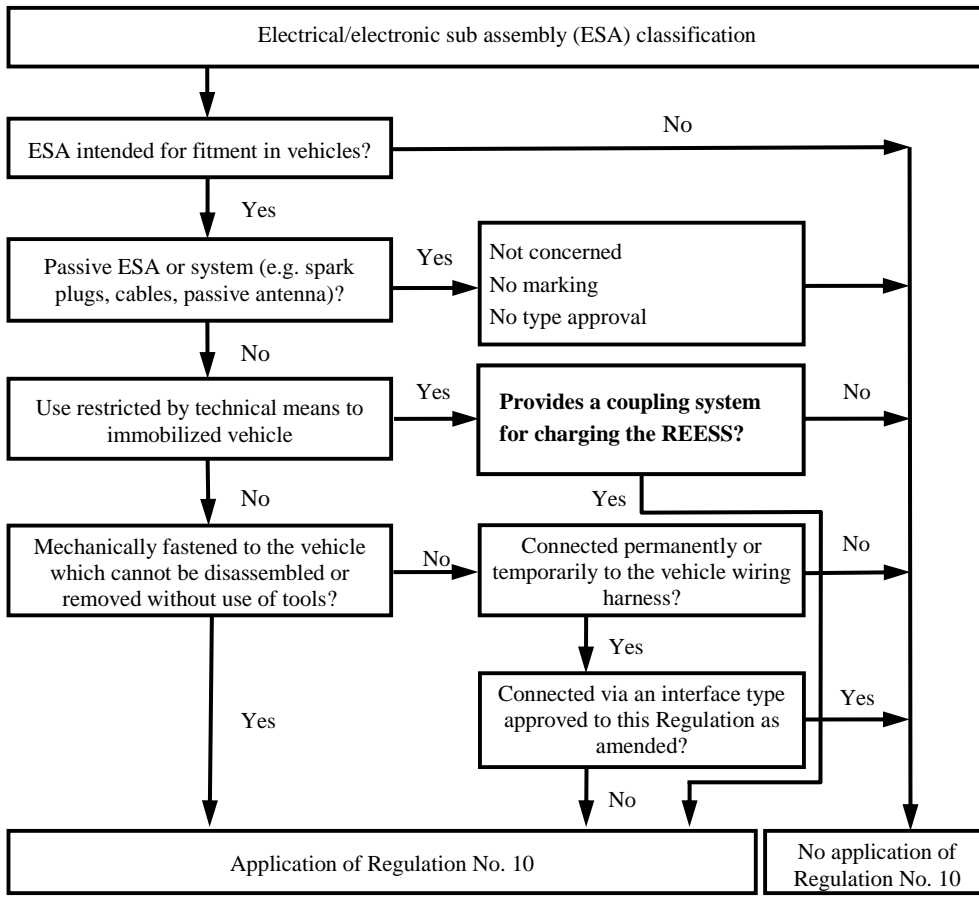 Electrical/electronic sub assembly (ESA) classification
No
ESA intended for fitment in vehicles?
Yes
Passive ESA or system (e.g. spark
plugs, cables, passive antenna)?
Yes
Not concerned
No marking
No type approval
No
Use restricted by technical means to
immobilized vehicle
Yes
Provides a coupling system
for charging the REESS?
No
No
Yes
Mechanically fastened to the vehicle
which cannot be disassembled or
removed without use of tools?
No
Connected permanently or
temporarily to the vehicle wiring
harness?
No
Yes
Yes
Connected via an interface type
approved to this Regulation as
amended?
Yes
No
Application of Regulation No. 10
No application of
Regulation No. 10